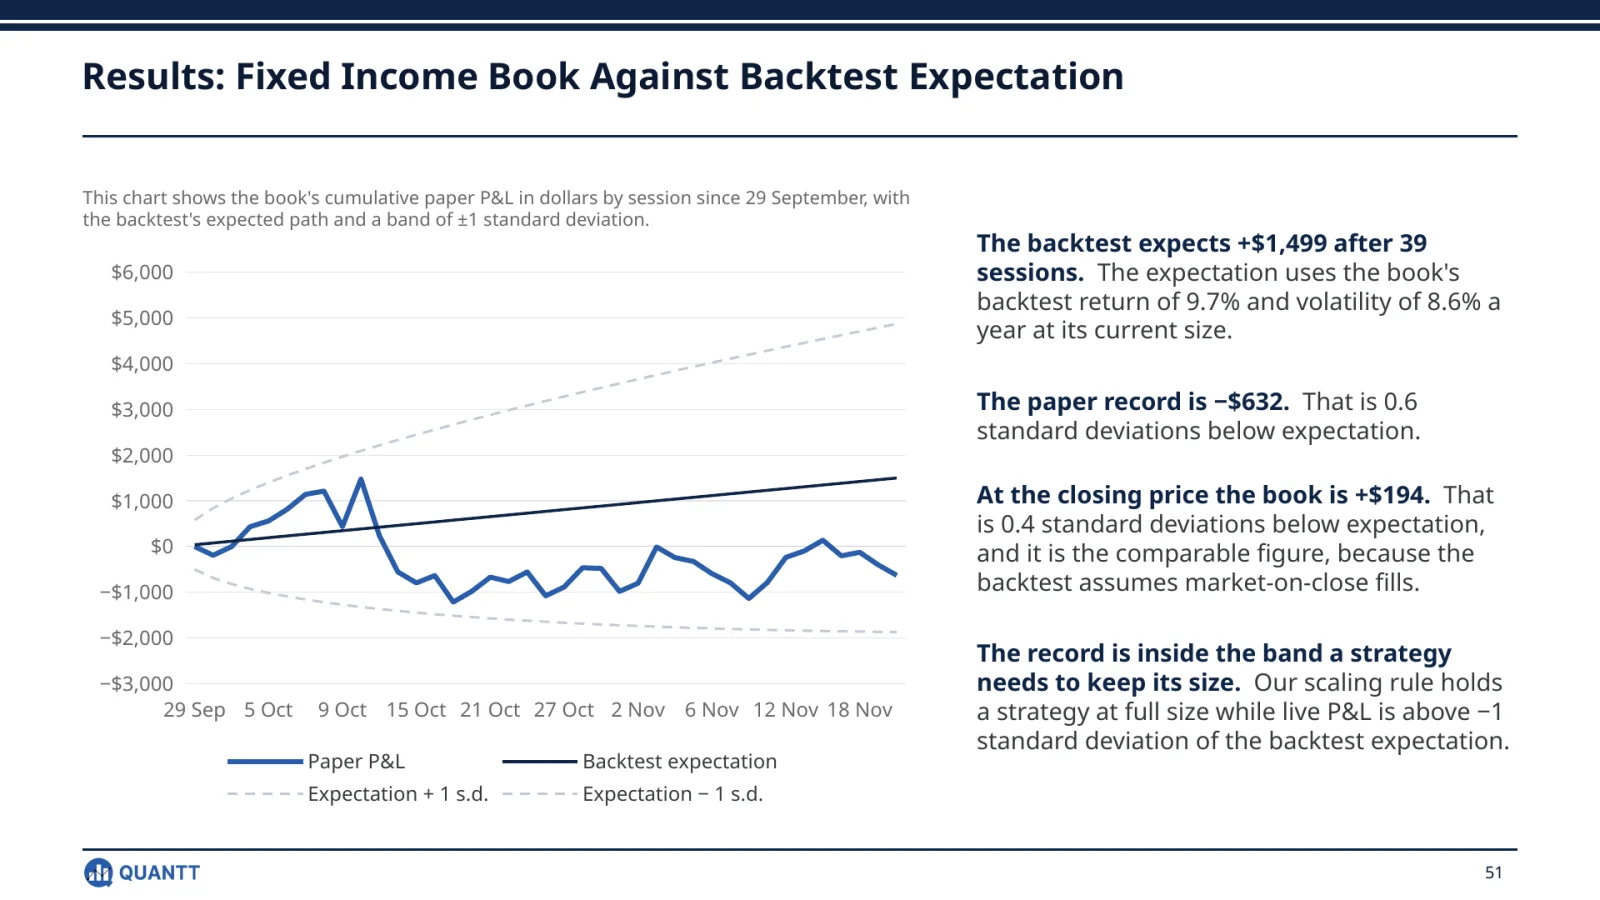 Results: Fixed Income Book Against Backtest Expectation
This chart shows the book's cumulative paper P&L in dollars by session since 29 September, with
the backtest's expected path and a band of ±1 standard deviation.
$6,000
$5,000
$4,000
$3,000
$2,000
$1,000
$0
−$1,000
−$2,000
−$3,000
29 Sep 5 Oct 9 Oct 15 Oct 21 Oct 27 Oct 2 Nov 6 Nov 12 Nov 18 Nov
Paper P&L Backtest expectation
Expectation + 1 s.d. Expectation − 1 s.d.
The backtest expects +$1,499 after 39
sessions. The expectation uses the book's
backtest return of 9.7% and volatility of 8.6% a
year at its current size.
The paper record is −$632. That is 0.6
standard deviations below expectation.
At the closing price the book is +$194. That
is 0.4 standard deviations below expectation,
and it is the comparable figure, because the
backtest assumes market-on-close fills.
The record is inside the band a strategy
needs to keep its size. Our scaling rule holds
a strategy at full size while live P&L is above −1
standard deviation of the backtest expectation.
QUANTT
51